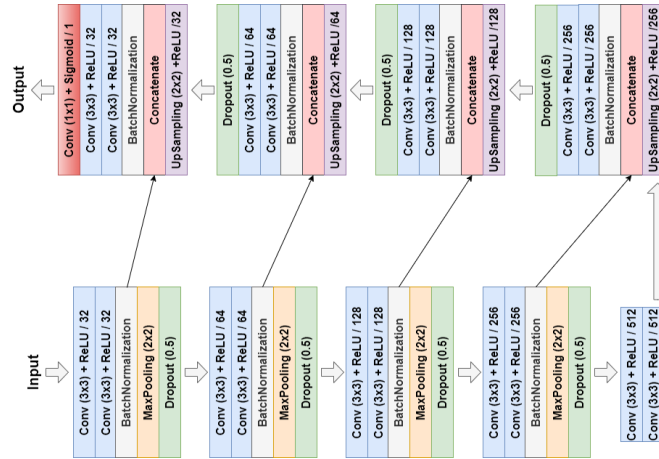 Input
Conv (3x3) + ReLU / 32
Conv (3x3) + ReLU / 32
BatchNormalization
MaxPooling (2x2)
Dropout (0.5)
Conv (3x3) + ReLU / 64
Conv (3x3) + ReLU / 64
BatchNormalization
MaxPooling (2x2)
Dropout (0.5)
Conv (3x3) + ReLU / 128
Conv (3x3) + ReLU / 128
BatchNormalization
MaxPooling (2x2)
Dropout (0.5)
Conv (3x3) + ReLU / 256
Conv (3x3) + ReLU / 256
BatchNormalization
MaxPooling (2x2)
Dropout (0.5)
Conv (3x3) + ReLU / 512
Conv (3x3) + ReLU / 512
Output
Conv (1x1) + Sigmoid / 1
Conv (3x3) + ReLU / 32
Conv (3x3) + ReLU / 32
BatchNormalization
Concatenate
UpSampling (2x2) +ReLU /32
Dropout (0.5)
Conv (3x3) + ReLU / 64
Conv (3x3) + ReLU / 64
BatchNormalization
Concatenate
UpSampling (2x2) +ReLU /64
Dropout (0.5)
Conv (3x3) + ReLU / 128
Conv (3x3) + ReLU / 128
BatchNormalization
Concatenate
UpSampling (2x2) +ReLU /128
Dropout (0.5)
Conv (3x3) + ReLU / 256
Conv (3x3) + ReLU / 256
BatchNormalization
Concatenate
UpSampling (2x2) +ReLU /256